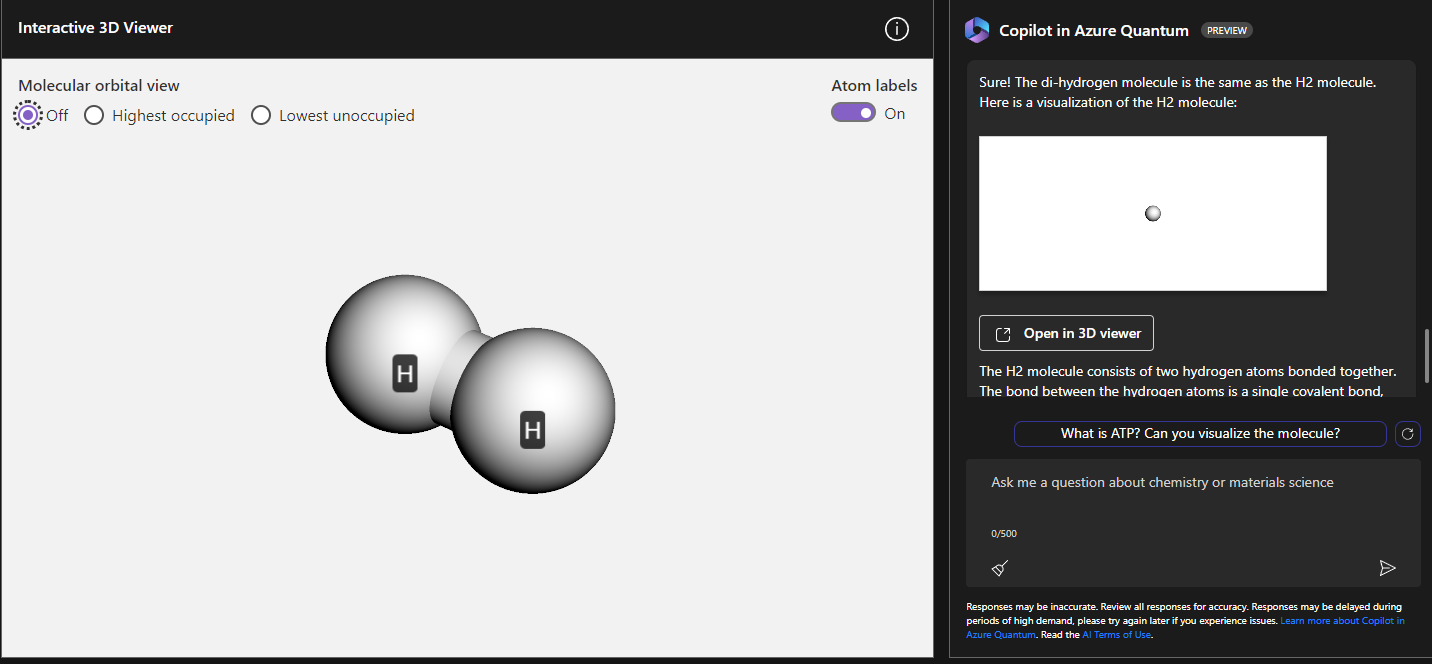 Interactive 3D Viewer
Molecular orbital view
Off
Highest occupied
Lowest unoccupied
Atom labels
On
H
H
Copilot in Azure Quantum
PREVIEW
Sure! The di-hydrogen molecule is the same as the H2 molecule.
Here is a visualization of the H2 molecule:
Open in 3D viewer
The H2 molecule consists of two hydrogen atoms bonded together.
The bond between the hydrogen atoms is a single covalent bond,
What is ATP? Can you visualize the molecule?
Ask me a question about chemistry or materials science
0/500
Responses may be inaccurate. Review all responses for accuracy. Responses may be delayed during
periods of high demand, please try again later if you experience issues. Learn more about Copilot in
Azure Quantum. Read the AI Terms of Use.